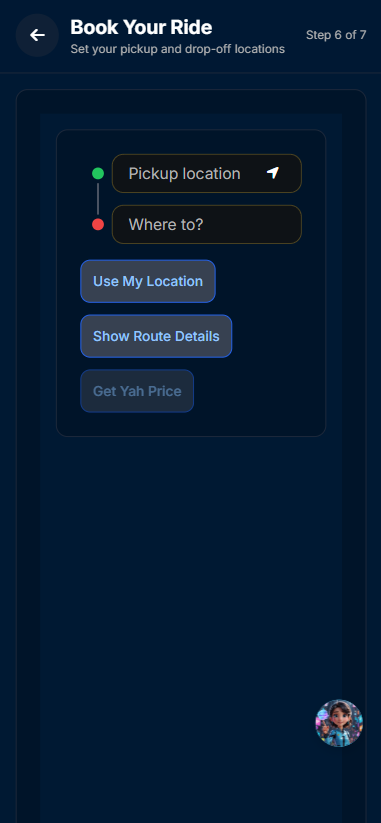 Book Your Ride
Set your pickup and drop-off locations
Step 6 of 7
Pickup location
Where to?
Use My Location
Show Route Details
Get Yah Price